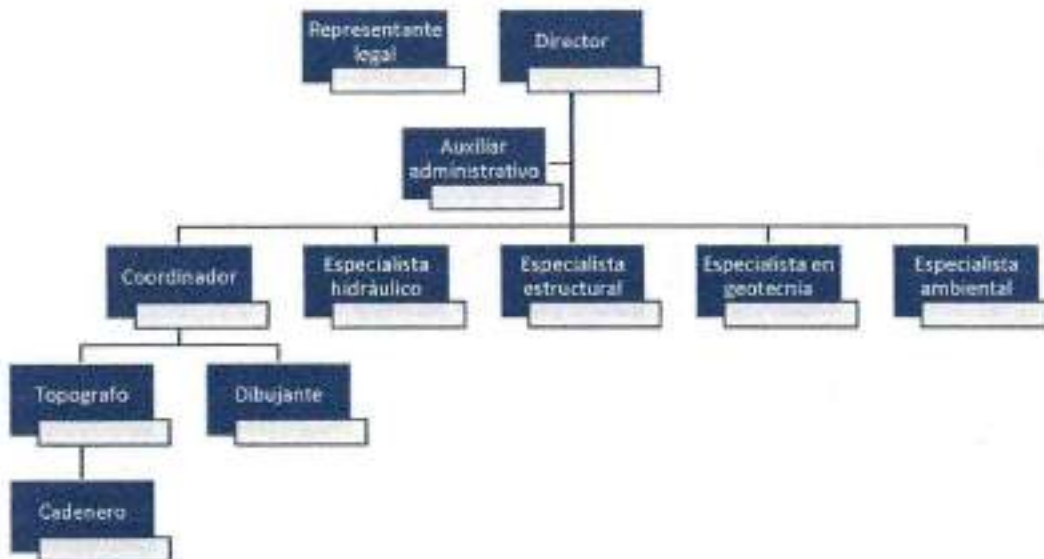 Representante
legal
Director
Auxiliar
administrativo
Coordinador
Especialista
hidráulico
Especialista
estructural
Especialista en
geotecnia
Especialista
ambiental
Topografo
Dibujante
Cadenero